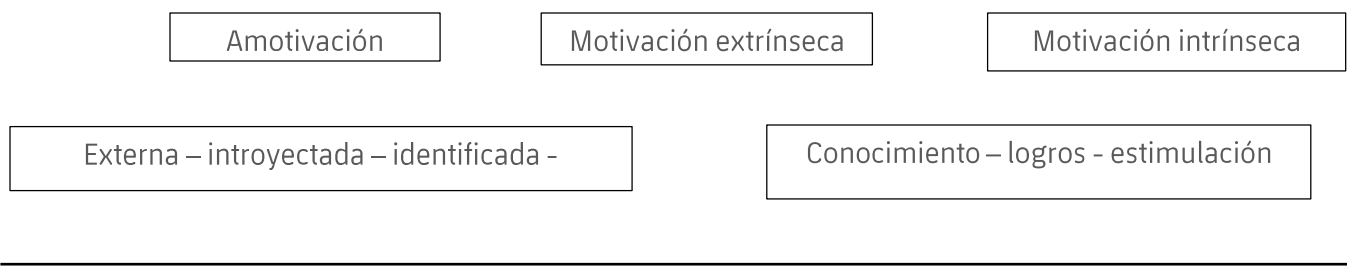 Amotivación
Motivación extrínseca
Motivación intrínseca
Externa – introyectada – identificada -
Conocimiento – logros - estimulación